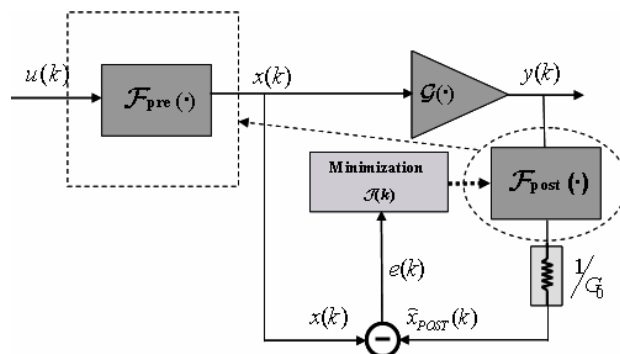 u(k)
x(k)
y(k)
𝓕pre (·)
𝒢(·)
Minimization
𝒥(k)
𝓕post (·)
e(k)
1/G₀
x(k)
−
x̂POST(k)